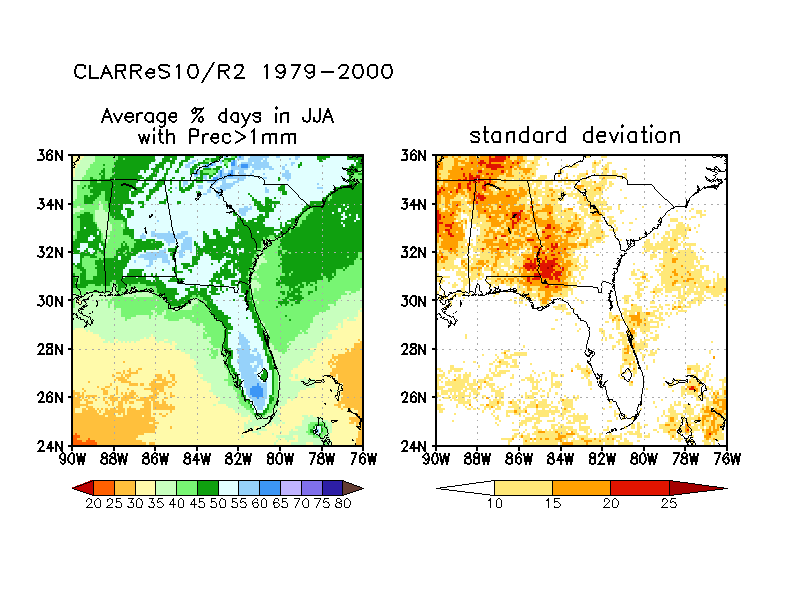 CLARReS10/R2 1979-2000
Average % days in JJA
with Prec>1mm
standard deviation
36N
34N
32N
30N
28N
26N
24N
90W 88W 86W 84W 82W 80W 78W 76W
20 25 30 35 40 45 50 55 60 65 70 75 80
36N
34N
32N
30N
28N
26N
24N
90W 88W 86W 84W 82W 80W 78W 76W
10 15 20 25